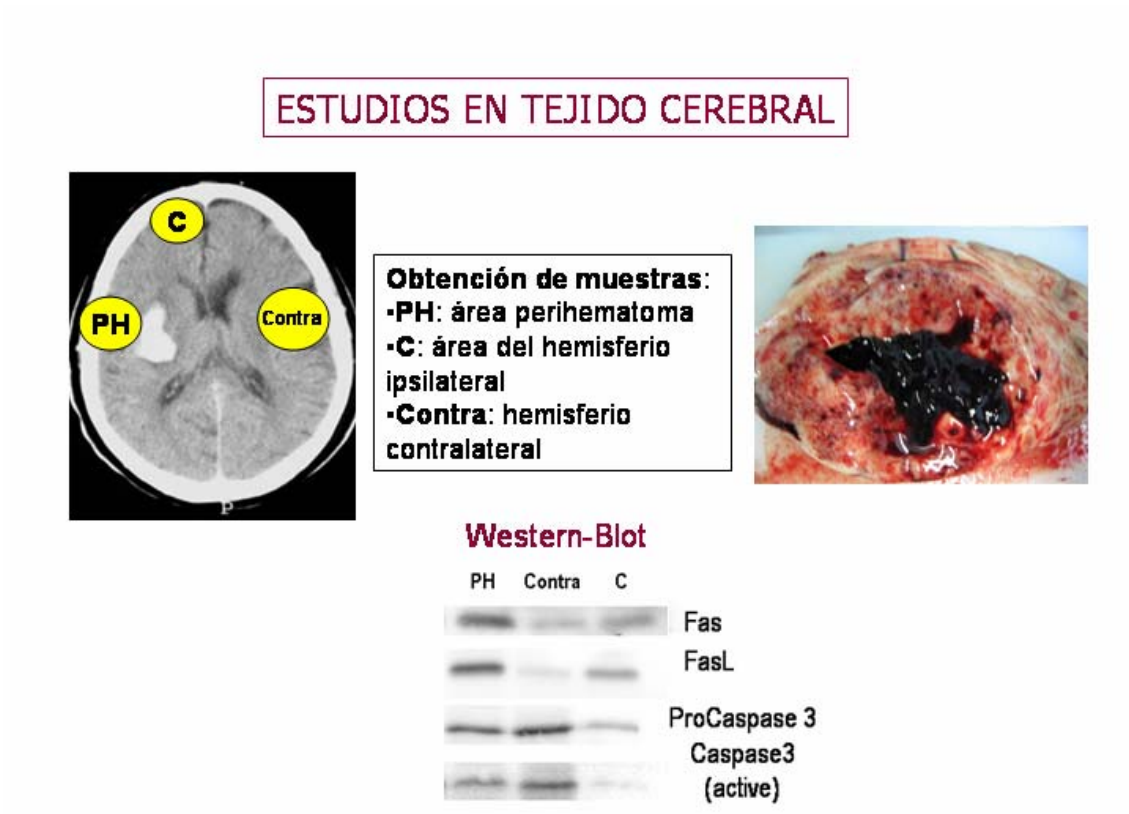 ESTUDIOS EN TEJIDO CEREBRAL
C
PH
Contra
P
Obtención de muestras:
▪PH: área perihematoma
▪C: área del hemisferio
ipsilateral
▪Contra: hemisferio
contralateral
Western-Blot
PH Contra C
Fas
FasL
ProCaspase 3
Caspase3
(active)